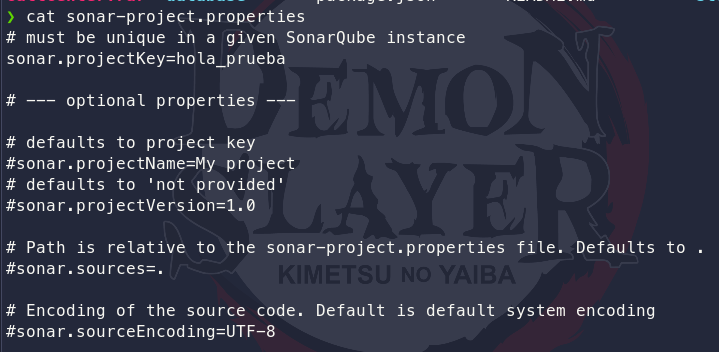 ❯ cat sonar-project.properties
# must be unique in a given SonarQube instance
sonar.projectKey=hola_prueba
# --- optional properties ---
# defaults to project key
#sonar.projectName=My project
# defaults to 'not provided'
#sonar.projectVersion=1.0
# Path is relative to the sonar-project.properties file. Defaults to .
#sonar.sources=.
# Encoding of the source code. Default is default system encoding
#sonar.sourceEncoding=UTF-8
DEMON
SLAYER
KIMETSU NO YAIBA